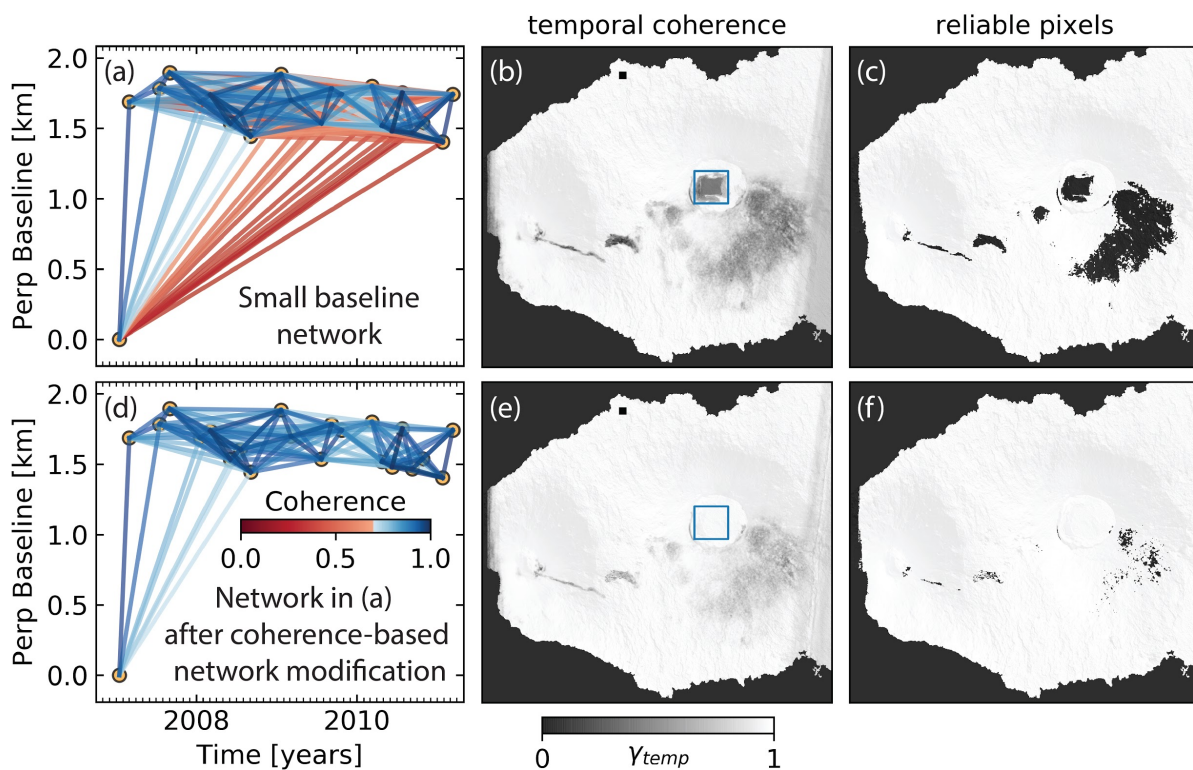 temporal coherence
reliable pixels
(a)
(b)
(c)
Perp Baseline [km]
2.0
1.5
1.0
0.5
0.0
Small baseline
network
(d)
(e)
(f)
Perp Baseline [km]
2.0
1.5
1.0
0.5
0.0
Coherence
0.0 0.5 1.0
Network in (a)
after coherence-based
network modification
2008 2010
Time [years]
0 γtemp 1